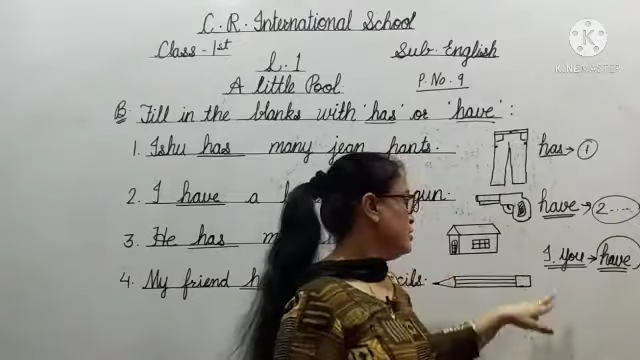 C.R. International School
Class-1st
Sub. English
L.1
A little Pool
P.No.9
B Fill in the blanks with 'has' or 'have':
1. Ishu has many jean pants.
has→1
2. I have a gun.
have→2.....
3. He has
I, you→have
4. My friend
KINEMASTER